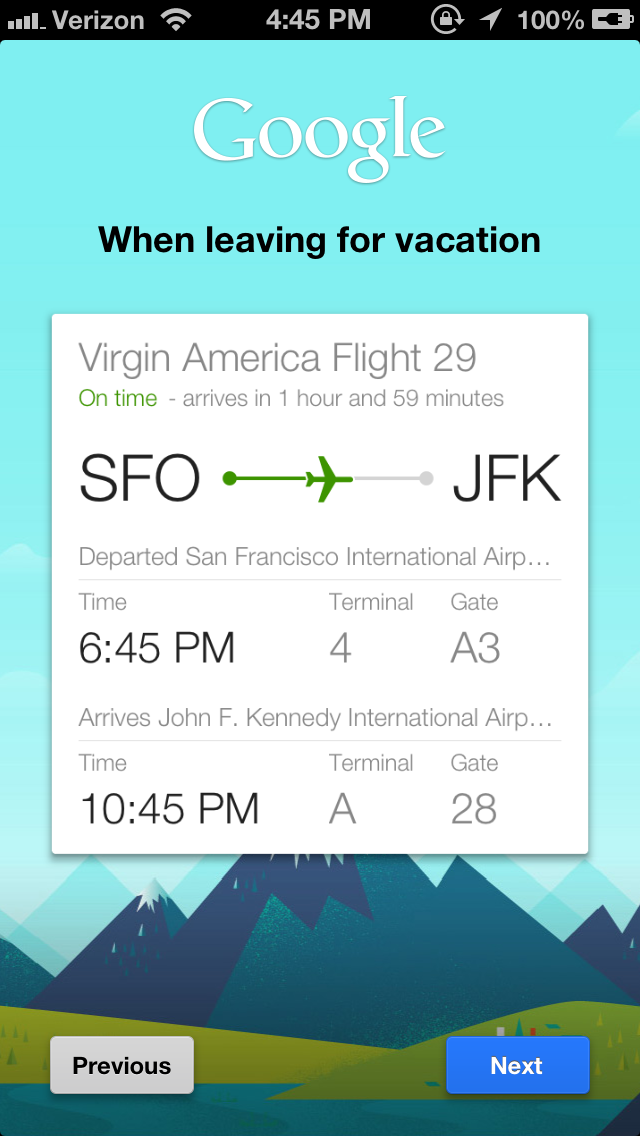 Verizon 4:45 PM 100%
Google
When leaving for vacation
Virgin America Flight 29
On time - arrives in 1 hour and 59 minutes
SFO JFK
Departed San Francisco International Airp...
Time Terminal Gate
6:45 PM 4 A3
Arrives John F. Kennedy International Airp...
Time Terminal Gate
10:45 PM A 28
Previous Next